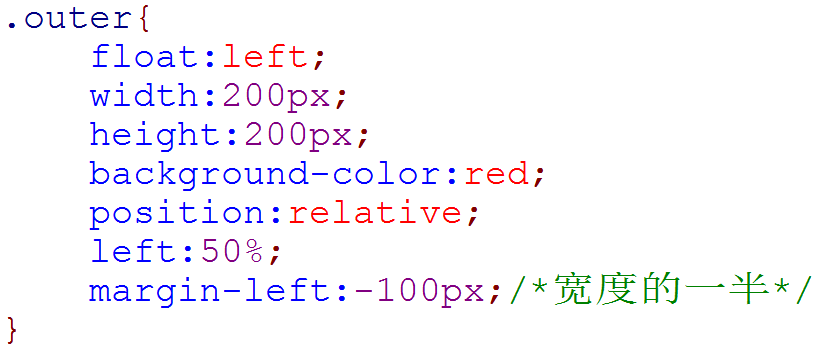 .outer{
    float:left;
    width:200px;
    height:200px;
    background-color:red;
    position:relative;
    left:50%;
    margin-left:-100px;/*宽度的一半*/
}